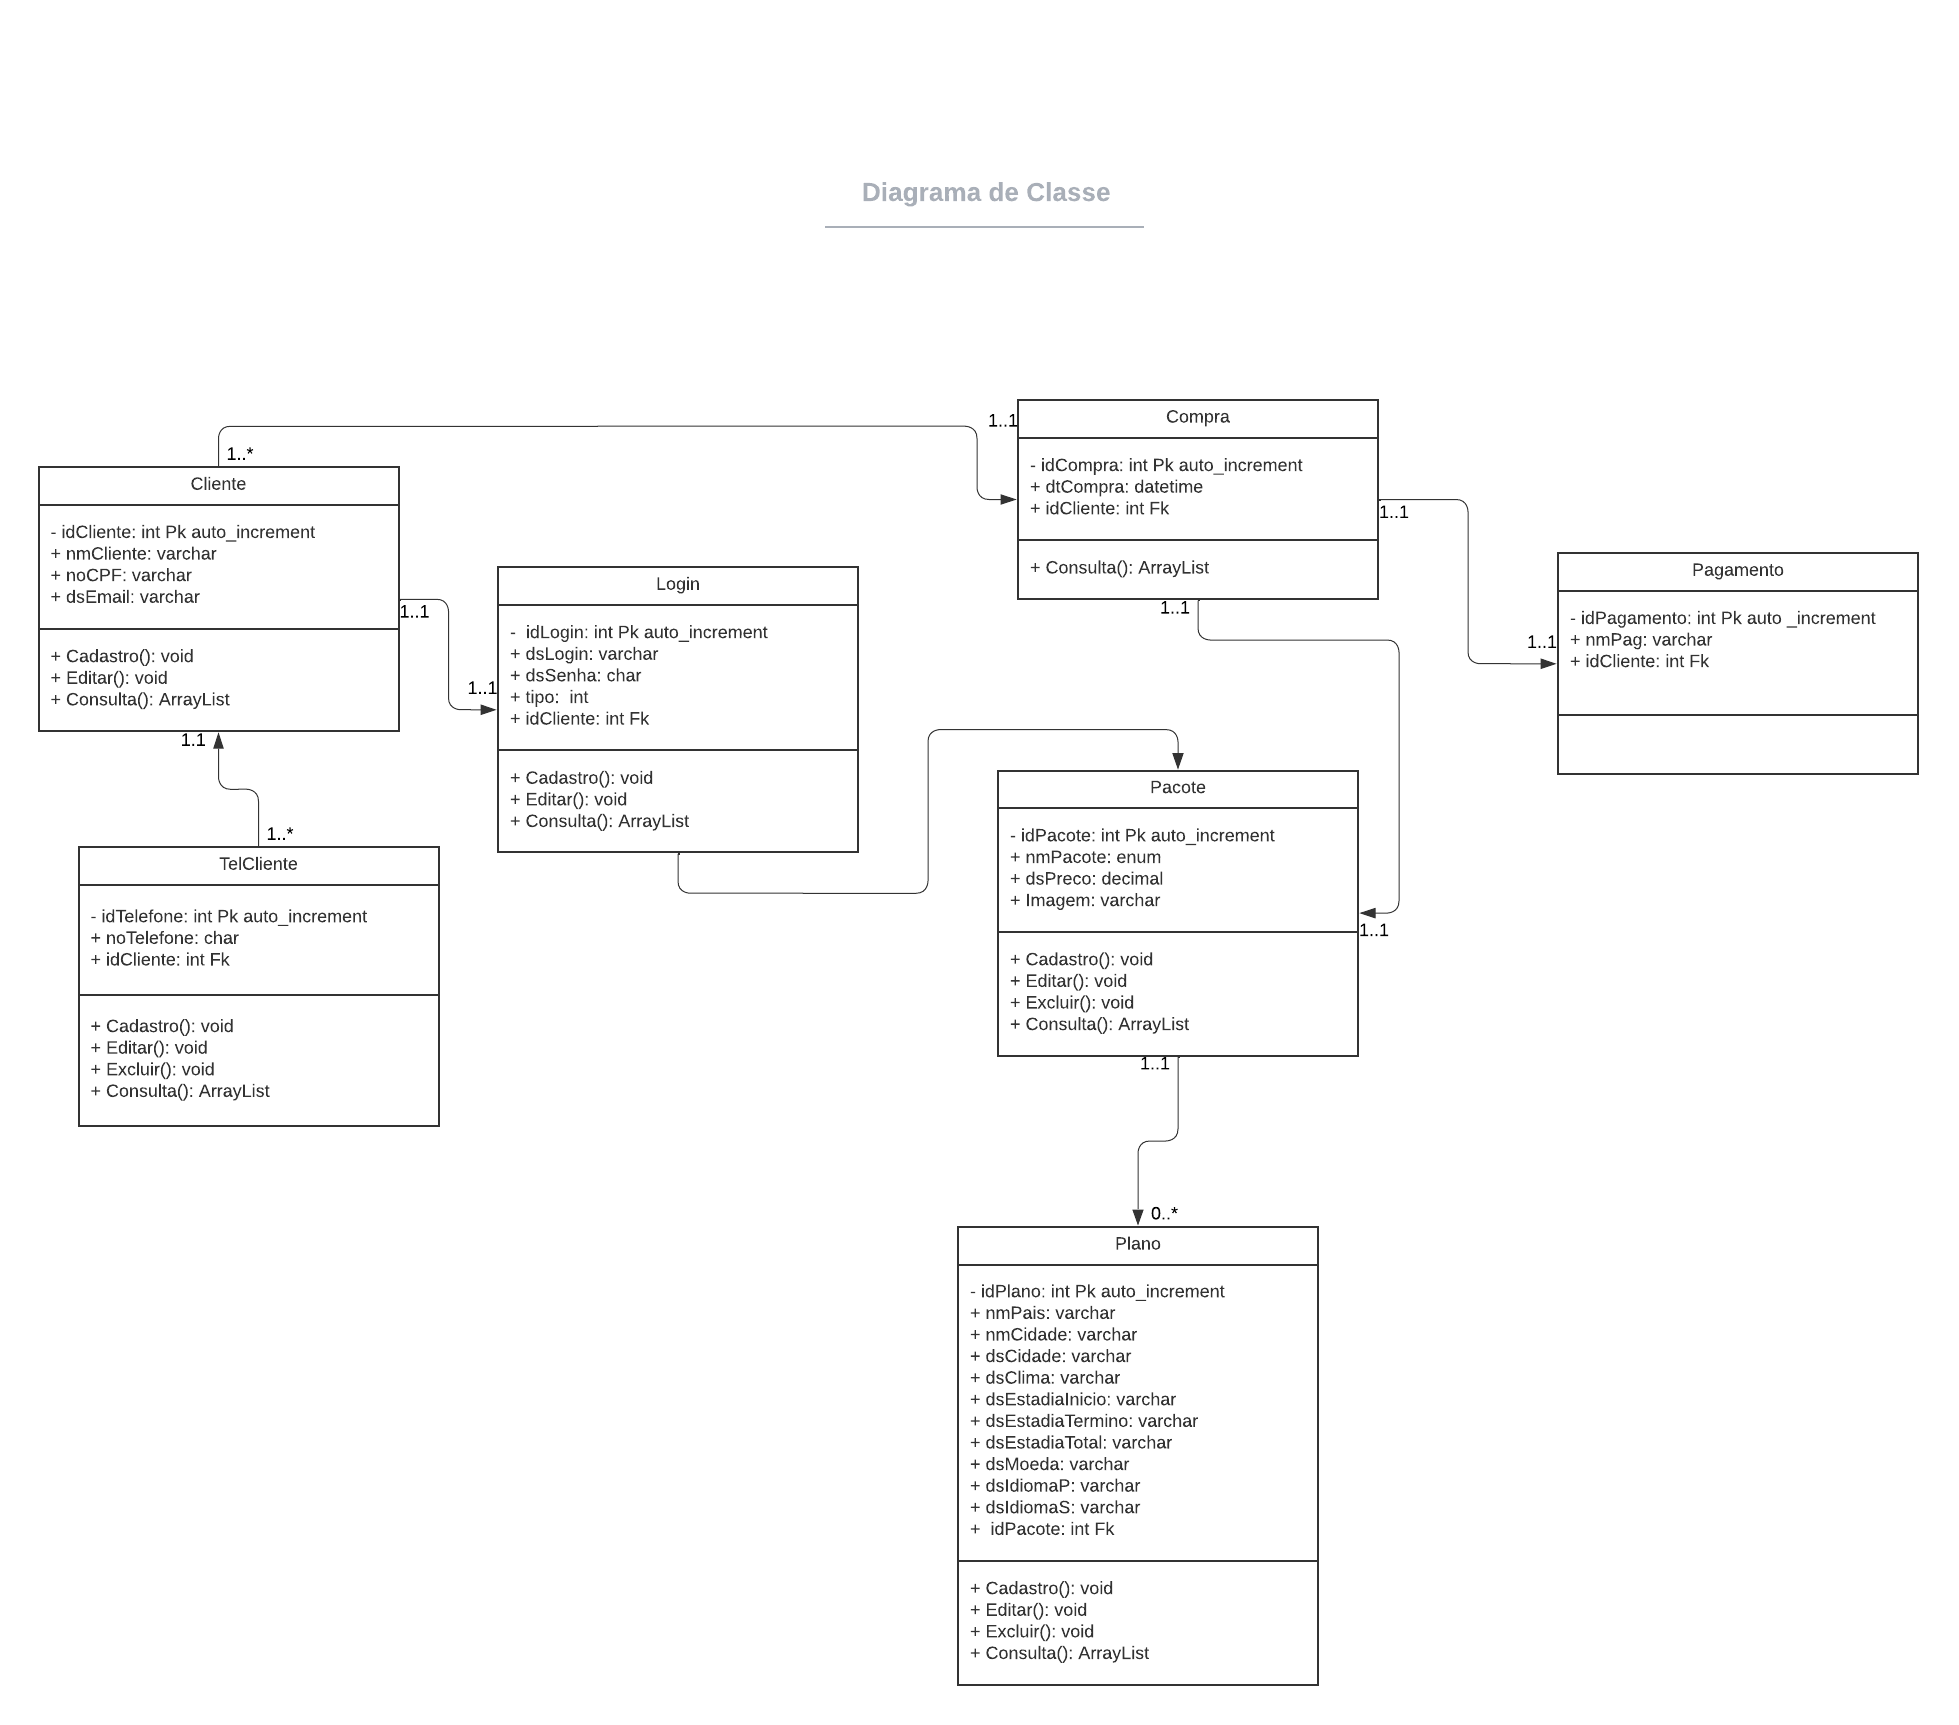 Diagrama de Classe
1..*
1..1
Cliente
- idCliente: int Pk auto_increment
+ nmCliente: varchar
+ noCPF: varchar
+ dsEmail: varchar
+ Cadastro(): void
+ Editar(): void
+ Consulta(): ArrayList
1..1
1..1
1.1
1..*
TelCliente
- idTelefone: int Pk auto_increment
+ noTelefone: char
+ idCliente: int Fk
+ Cadastro(): void
+ Editar(): void
+ Excluir(): void
+ Consulta(): ArrayList
Login
-  idLogin: int Pk auto_increment
+ dsLogin: varchar
+ dsSenha: char
+ tipo:  int
+ idCliente: int Fk
+ Cadastro(): void
+ Editar(): void
+ Consulta(): ArrayList
Compra
- idCompra: int Pk auto_increment
+ dtCompra: datetime
+ idCliente: int Fk
+ Consulta(): ArrayList
1..1
1..1
1..1
Pagamento
- idPagamento: int Pk auto _increment
+ nmPag: varchar
+ idCliente: int Fk
Pacote
- idPacote: int Pk auto_increment
+ nmPacote: enum
+ dsPreco: decimal
+ Imagem: varchar
+ Cadastro(): void
+ Editar(): void
+ Excluir(): void
+ Consulta(): ArrayList
1..1
1..1
0..*
Plano
- idPlano: int Pk auto_increment
+ nmPais: varchar
+ nmCidade: varchar
+ dsCidade: varchar
+ dsClima: varchar
+ dsEstadiaInicio: varchar
+ dsEstadiaTermino: varchar
+ dsEstadiaTotal: varchar
+ dsMoeda: varchar
+ dsIdiomaP: varchar
+ dsIdiomaS: varchar
+  idPacote: int Fk
+ Cadastro(): void
+ Editar(): void
+ Excluir(): void
+ Consulta(): ArrayList